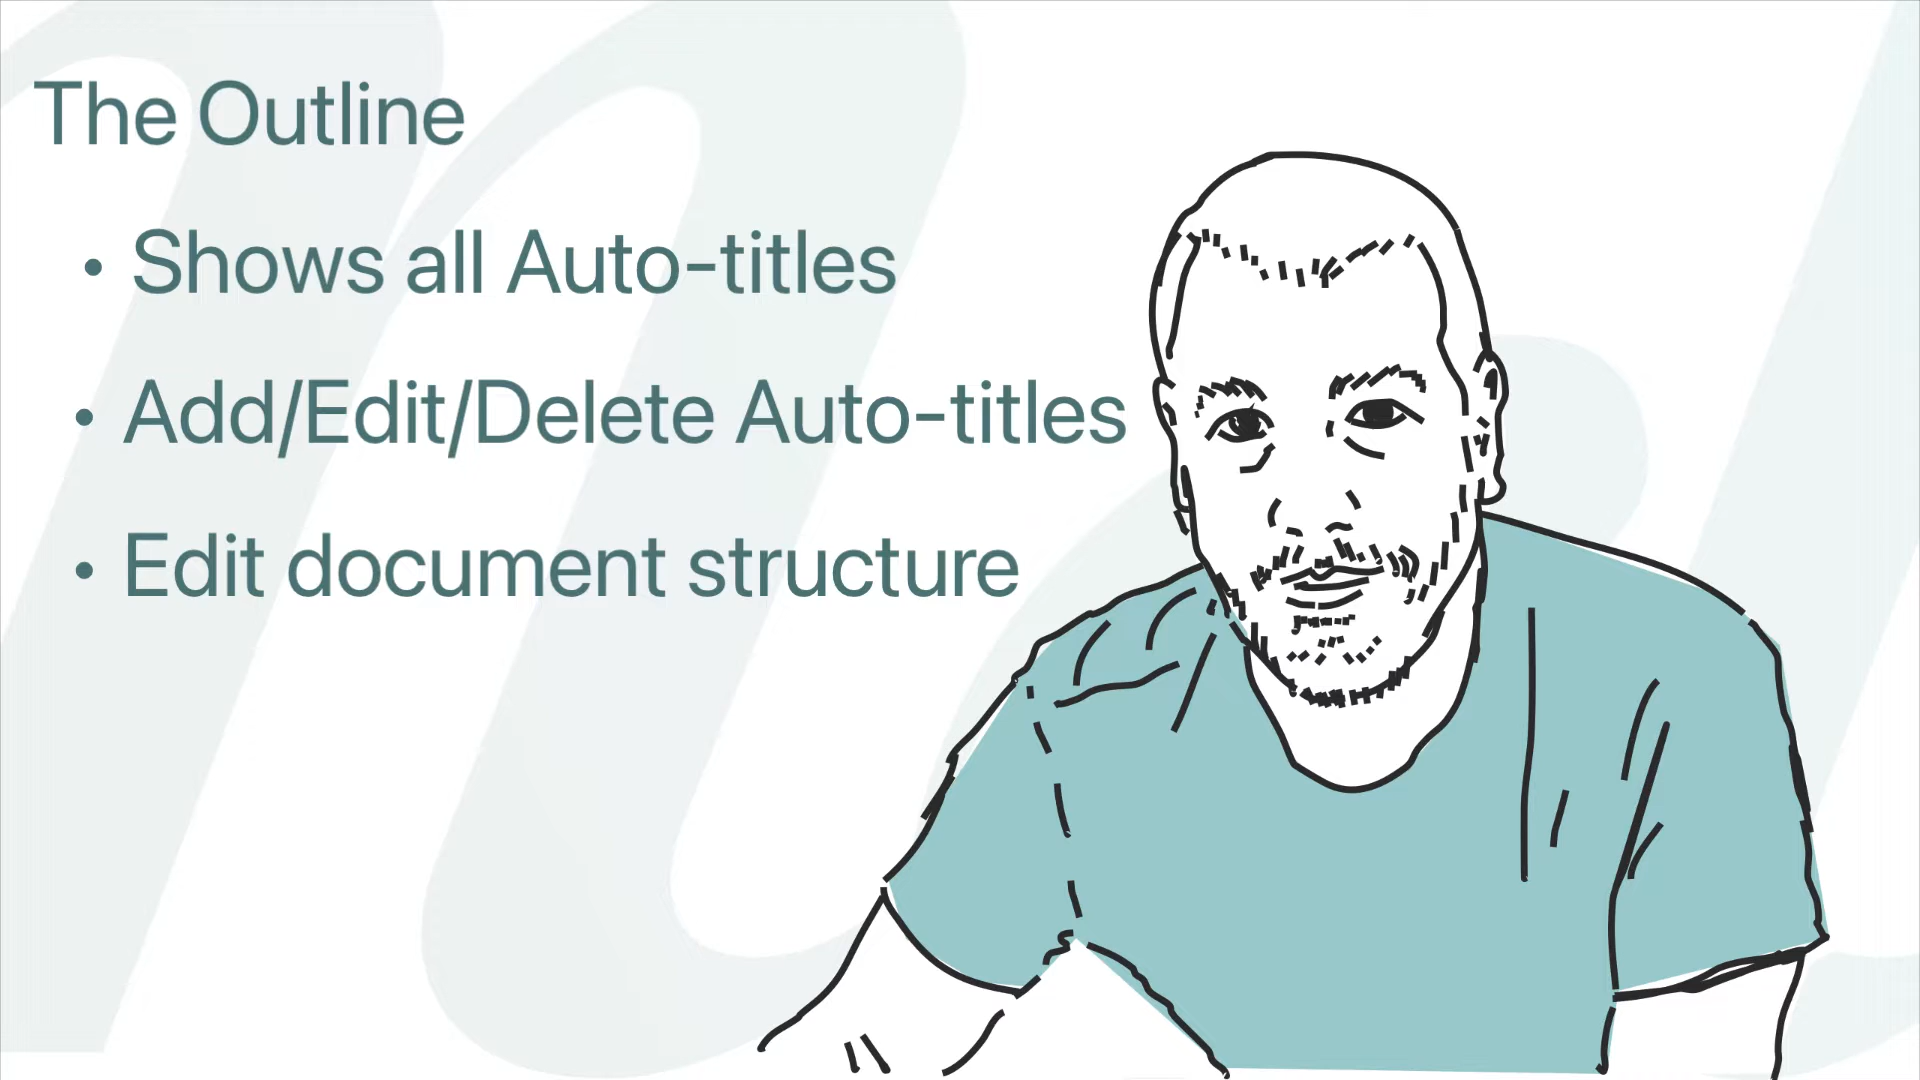 The Outline
• Shows all Auto-titles
• Add/Edit/Delete Auto-titles
• Edit document structure